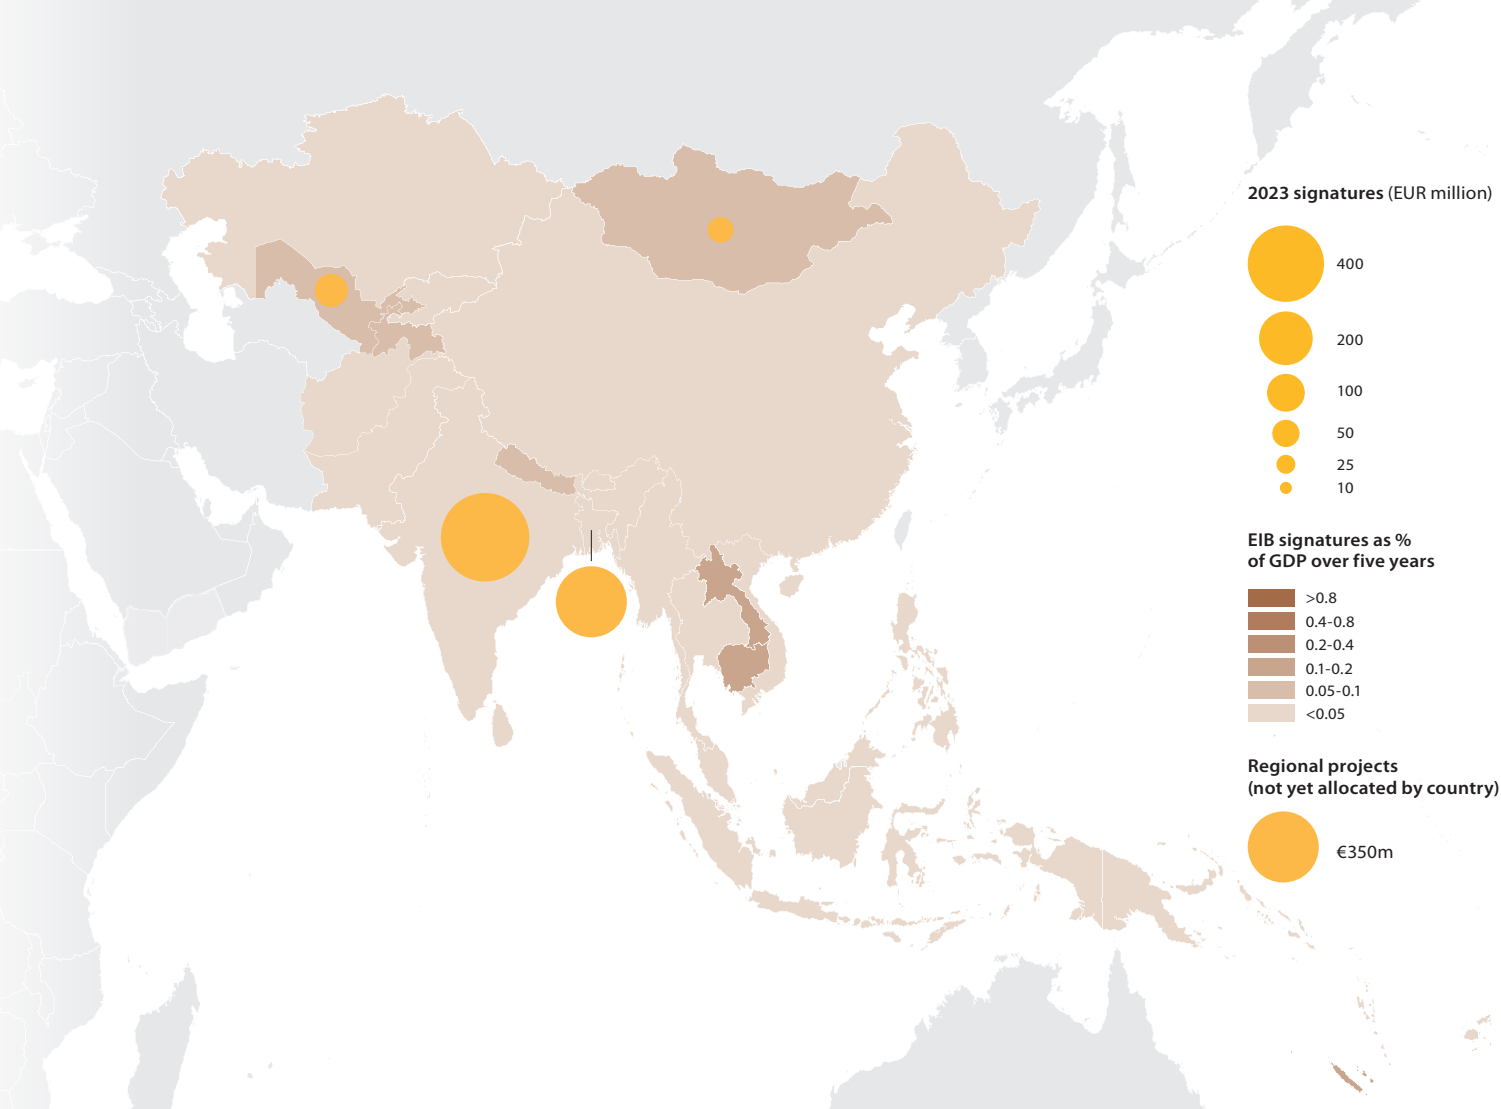 2023 signatures (EUR million)
400
200
100
50
25
10
EIB signatures as %
of GDP over five years
>0.8
0.4-0.8
0.2-0.4
0.1-0.2
0.05-0.1
<0.05
Regional projects
(not yet allocated by country)
€350m